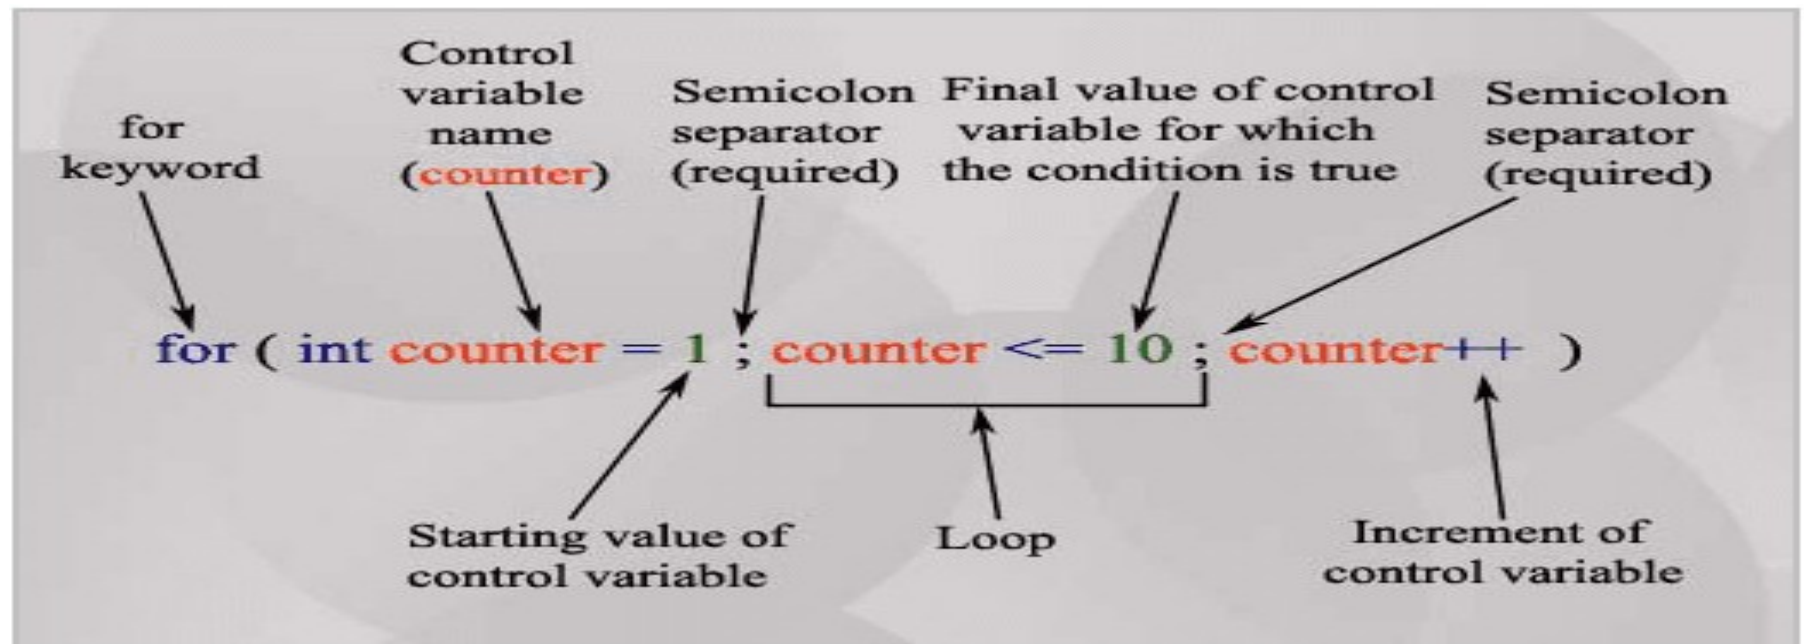 for
keyword
Control
variable
name
(counter)
Semicolon
separator
(required)
Final value of control
variable for which
the condition is true
Semicolon
separator
(required)
for ( int counter = 1 ; counter <= 10 ; counter++ )
Starting value of
control variable
Loop
Increment of
control variable